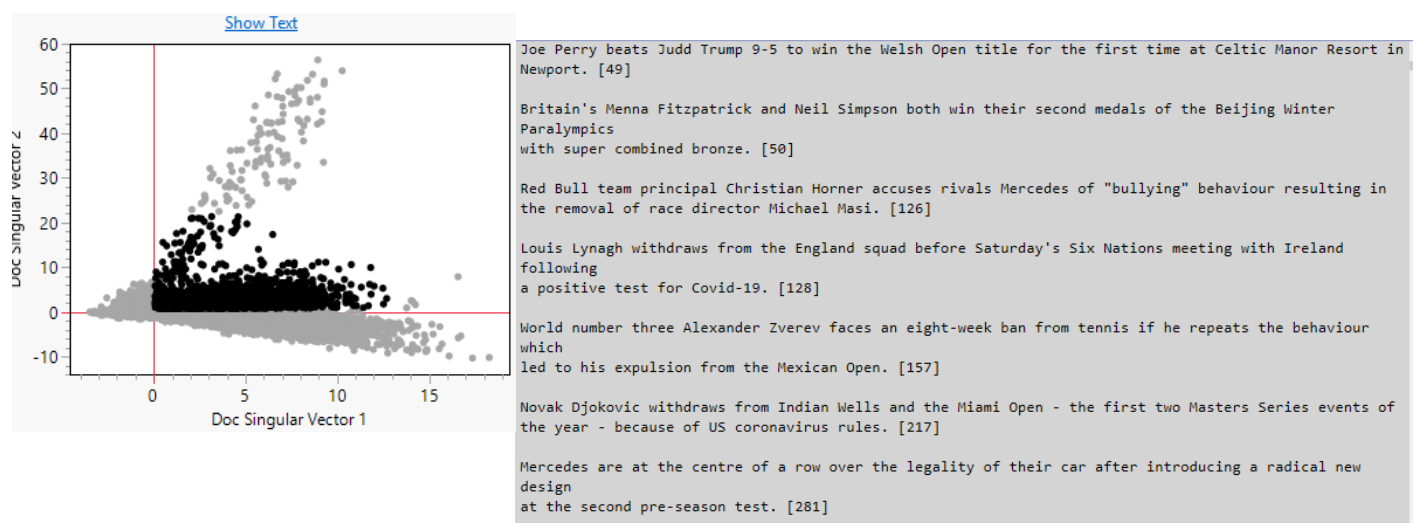 Show Text
60
50
40
30
20
10
0
-10
Doc Singular Vector 2
0
5
10
15
Doc Singular Vector 1
Joe Perry beats Judd Trump 9-5 to win the Welsh Open title for the first time at Celtic Manor Resort in
Newport. [49]
Britain's Menna Fitzpatrick and Neil Simpson both win their second medals of the Beijing Winter
Paralympics
with super combined bronze. [50]
Red Bull team principal Christian Horner accuses rivals Mercedes of "bullying" behaviour resulting in
the removal of race director Michael Masi. [126]
Louis Lynagh withdraws from the England squad before Saturday's Six Nations meeting with Ireland
following
a positive test for Covid-19. [128]
World number three Alexander Zverev faces an eight-week ban from tennis if he repeats the behaviour
which
led to his expulsion from the Mexican Open. [157]
Novak Djokovic withdraws from Indian Wells and the Miami Open - the first two Masters Series events of
the year - because of US coronavirus rules. [217]
Mercedes are at the centre of a row over the legality of their car after introducing a radical new
design
at the second pre-season test. [281]